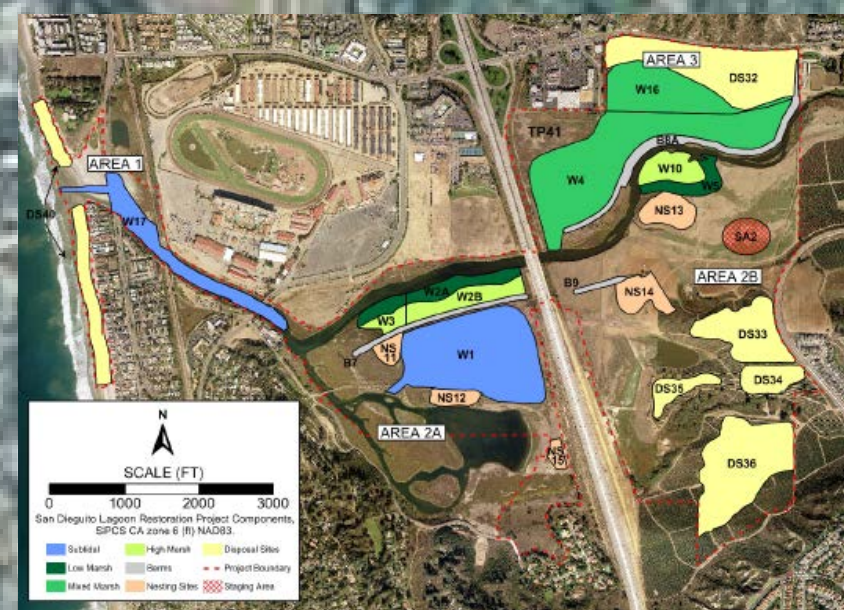 AREA 3
DS32
W16
TP41
B8A
AREA 1
W10
W5
W4
DS40
NS13
W17
SA2
AREA 2B
B9
NS14
W2A
W2B
W3
DS33
B7
NS
11
W1
DS34
DS35
NS12
AREA 2A
DS36
NS
15
N
SCALE (FT)
0 1000 2000 3000
San Dieguito Lagoon Restoration Project Components,
SIPCS CA zone 6 (ft) NAD83.
Subtidal High Marsh Disposal Sites
Low Marsh Berms Project Boundary
Mixed Marsh Nesting Sites Staging Area